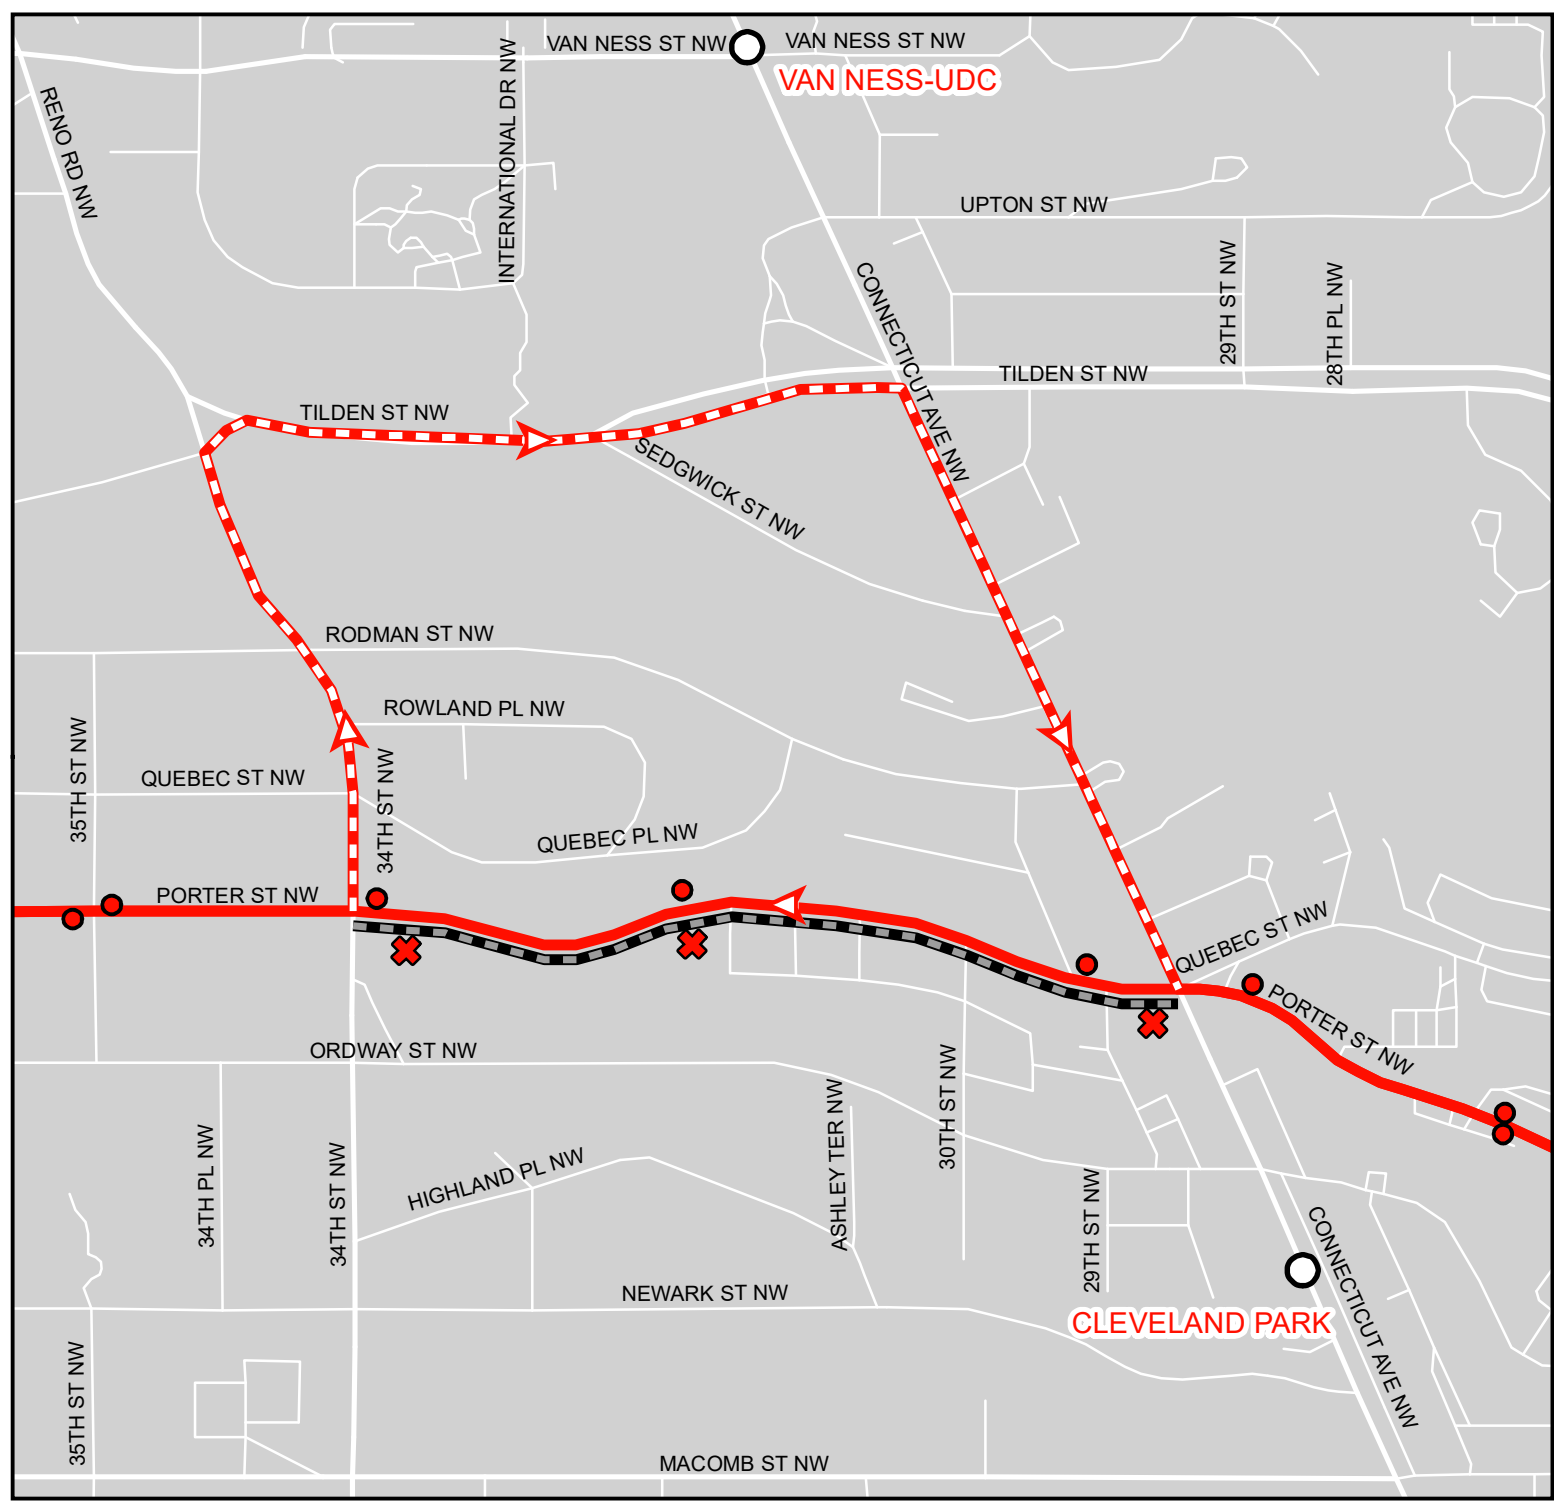 VAN NESS ST NW
VAN NESS ST NW
VAN NESS-UDC
RENO RD NW
INTERNATIONAL DR NW
UPTON ST NW
CONNECTICUT AVE NW
29TH ST NW
28TH PL NW
TILDEN ST NW
TILDEN ST NW
SEDGWICK ST NW
RODMAN ST NW
ROWLAND PL NW
35TH ST NW
QUEBEC ST NW
34TH ST NW
QUEBEC PL NW
PORTER ST NW
QUEBEC ST NW
PORTER ST NW
ORDWAY ST NW
34TH PL NW
34TH ST NW
HIGHLAND PL NW
ASHLEY TER NW
30TH ST NW
29TH ST NW
CONNECTICUT AVE NW
NEWARK ST NW
CLEVELAND PARK
35TH ST NW
MACOMB ST NW